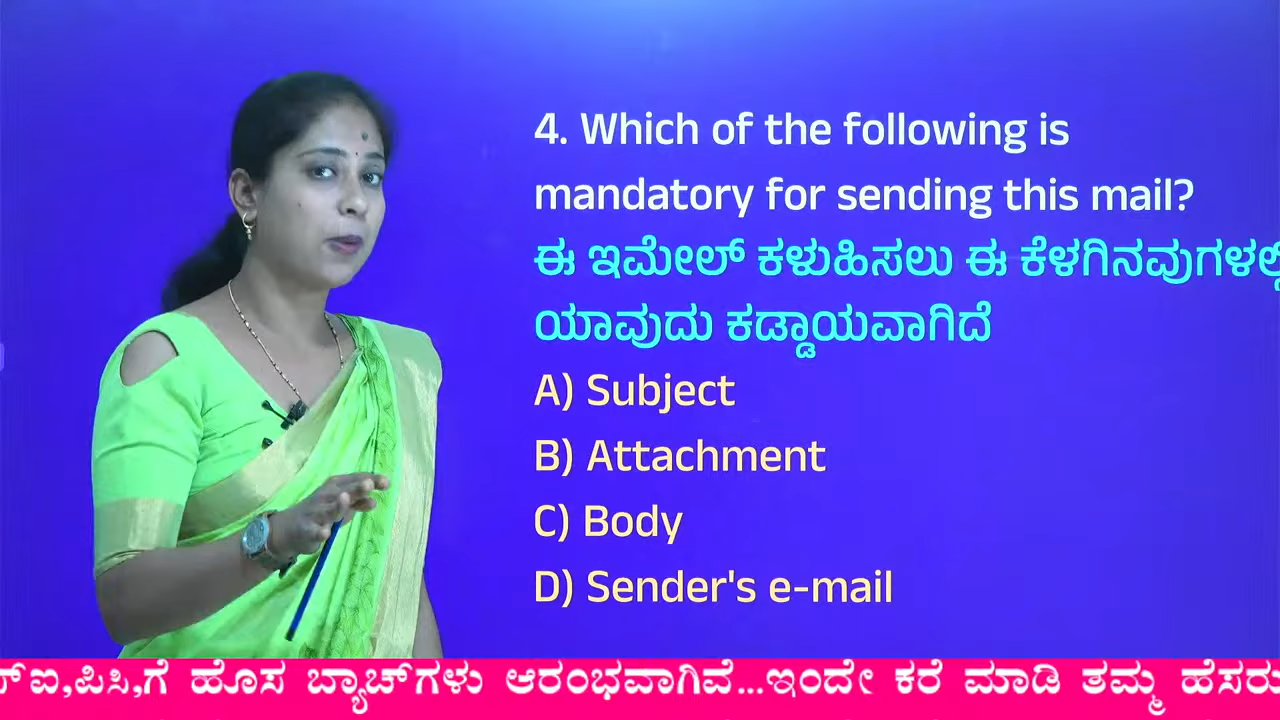 4. Which of the following is
mandatory for sending this mail?
ಈ ಇಮೇಲ್ ಕಳುಹಿಸಲು ಈ ಕೆಳಗಿನವುಗಳಲ್ಲಿ
ಯಾವುದು ಕಡ್ಡಾಯವಾಗಿದೆ
A) Subject
B) Attachment
C) Body
D) Sender's e-mail
ಐ,ಪಿಸಿ,ಗೆ ಹೊಸ ಬ್ಯಾಚ್‌ಗಳು ಆರಂಭವಾಗಿವೆ...ಇಂದೇ ಕರೆ ಮಾಡಿ ತಮ್ಮ ಹೆಸರು